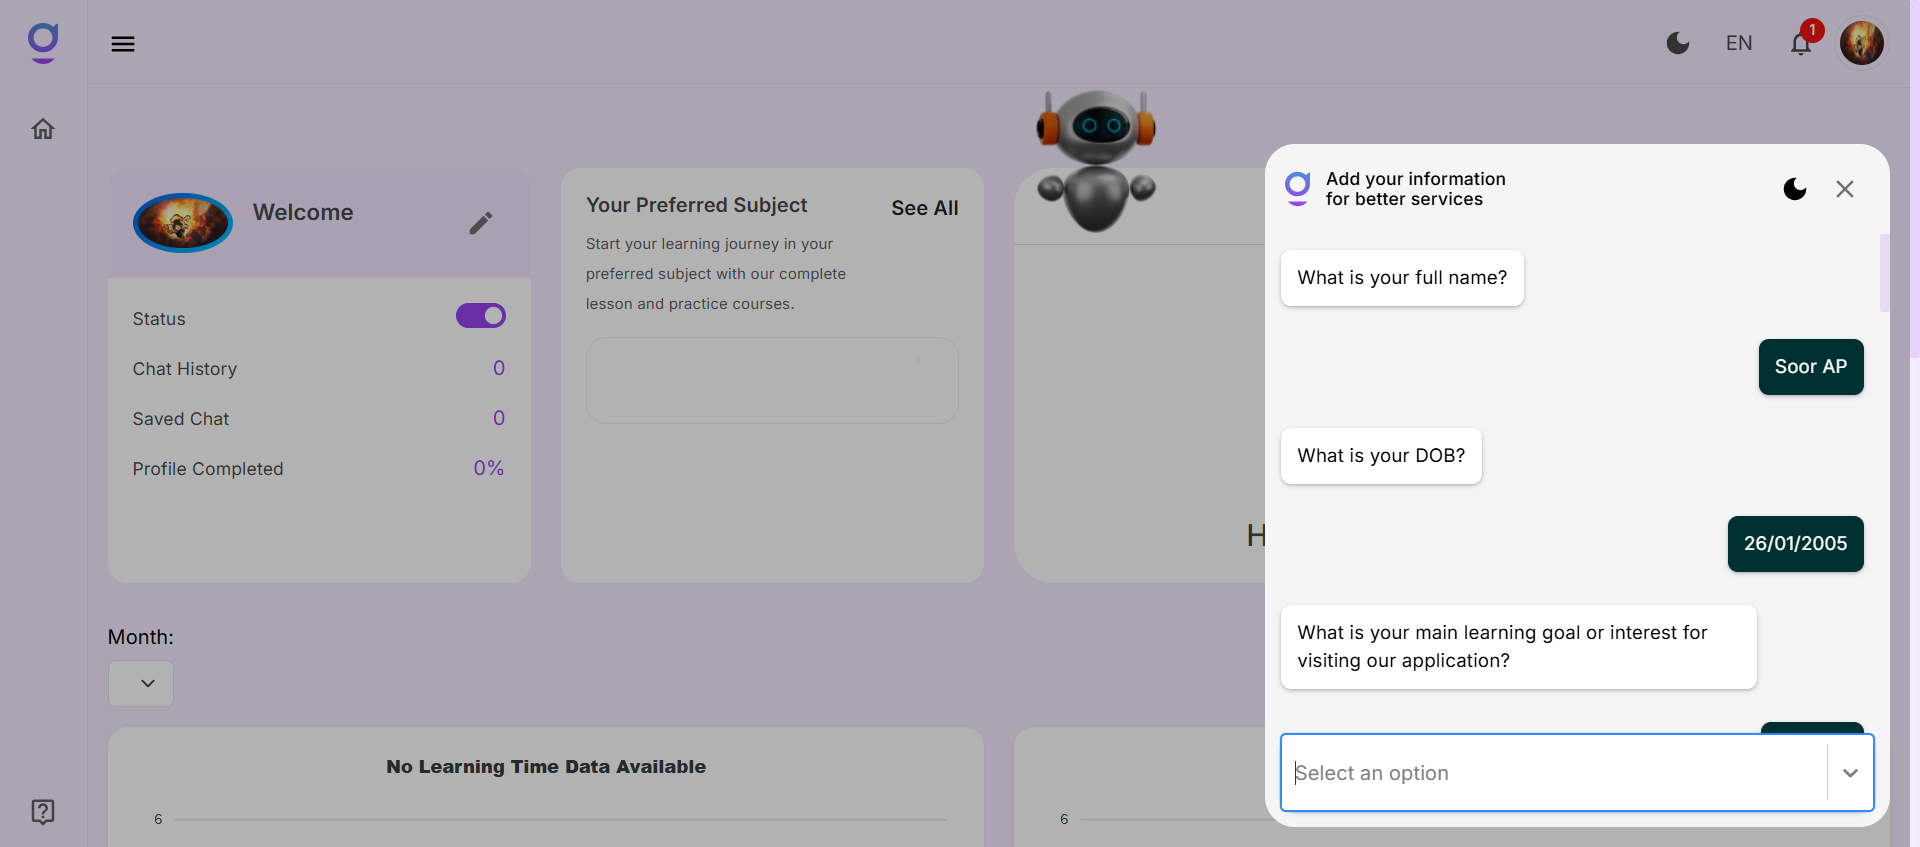 EN
1
Welcome
Status
Chat History
0
Saved Chat
0
Profile Completed
0%
Your Preferred Subject
See All
Start your learning journey in your
preferred subject with our complete
lesson and practice courses.
H
Month:
No Learning Time Data Available
6
6
Add your information
for better services
What is your full name?
Soor AP
What is your DOB?
26/01/2005
What is your main learning goal or interest for
visiting our application?
Select an option